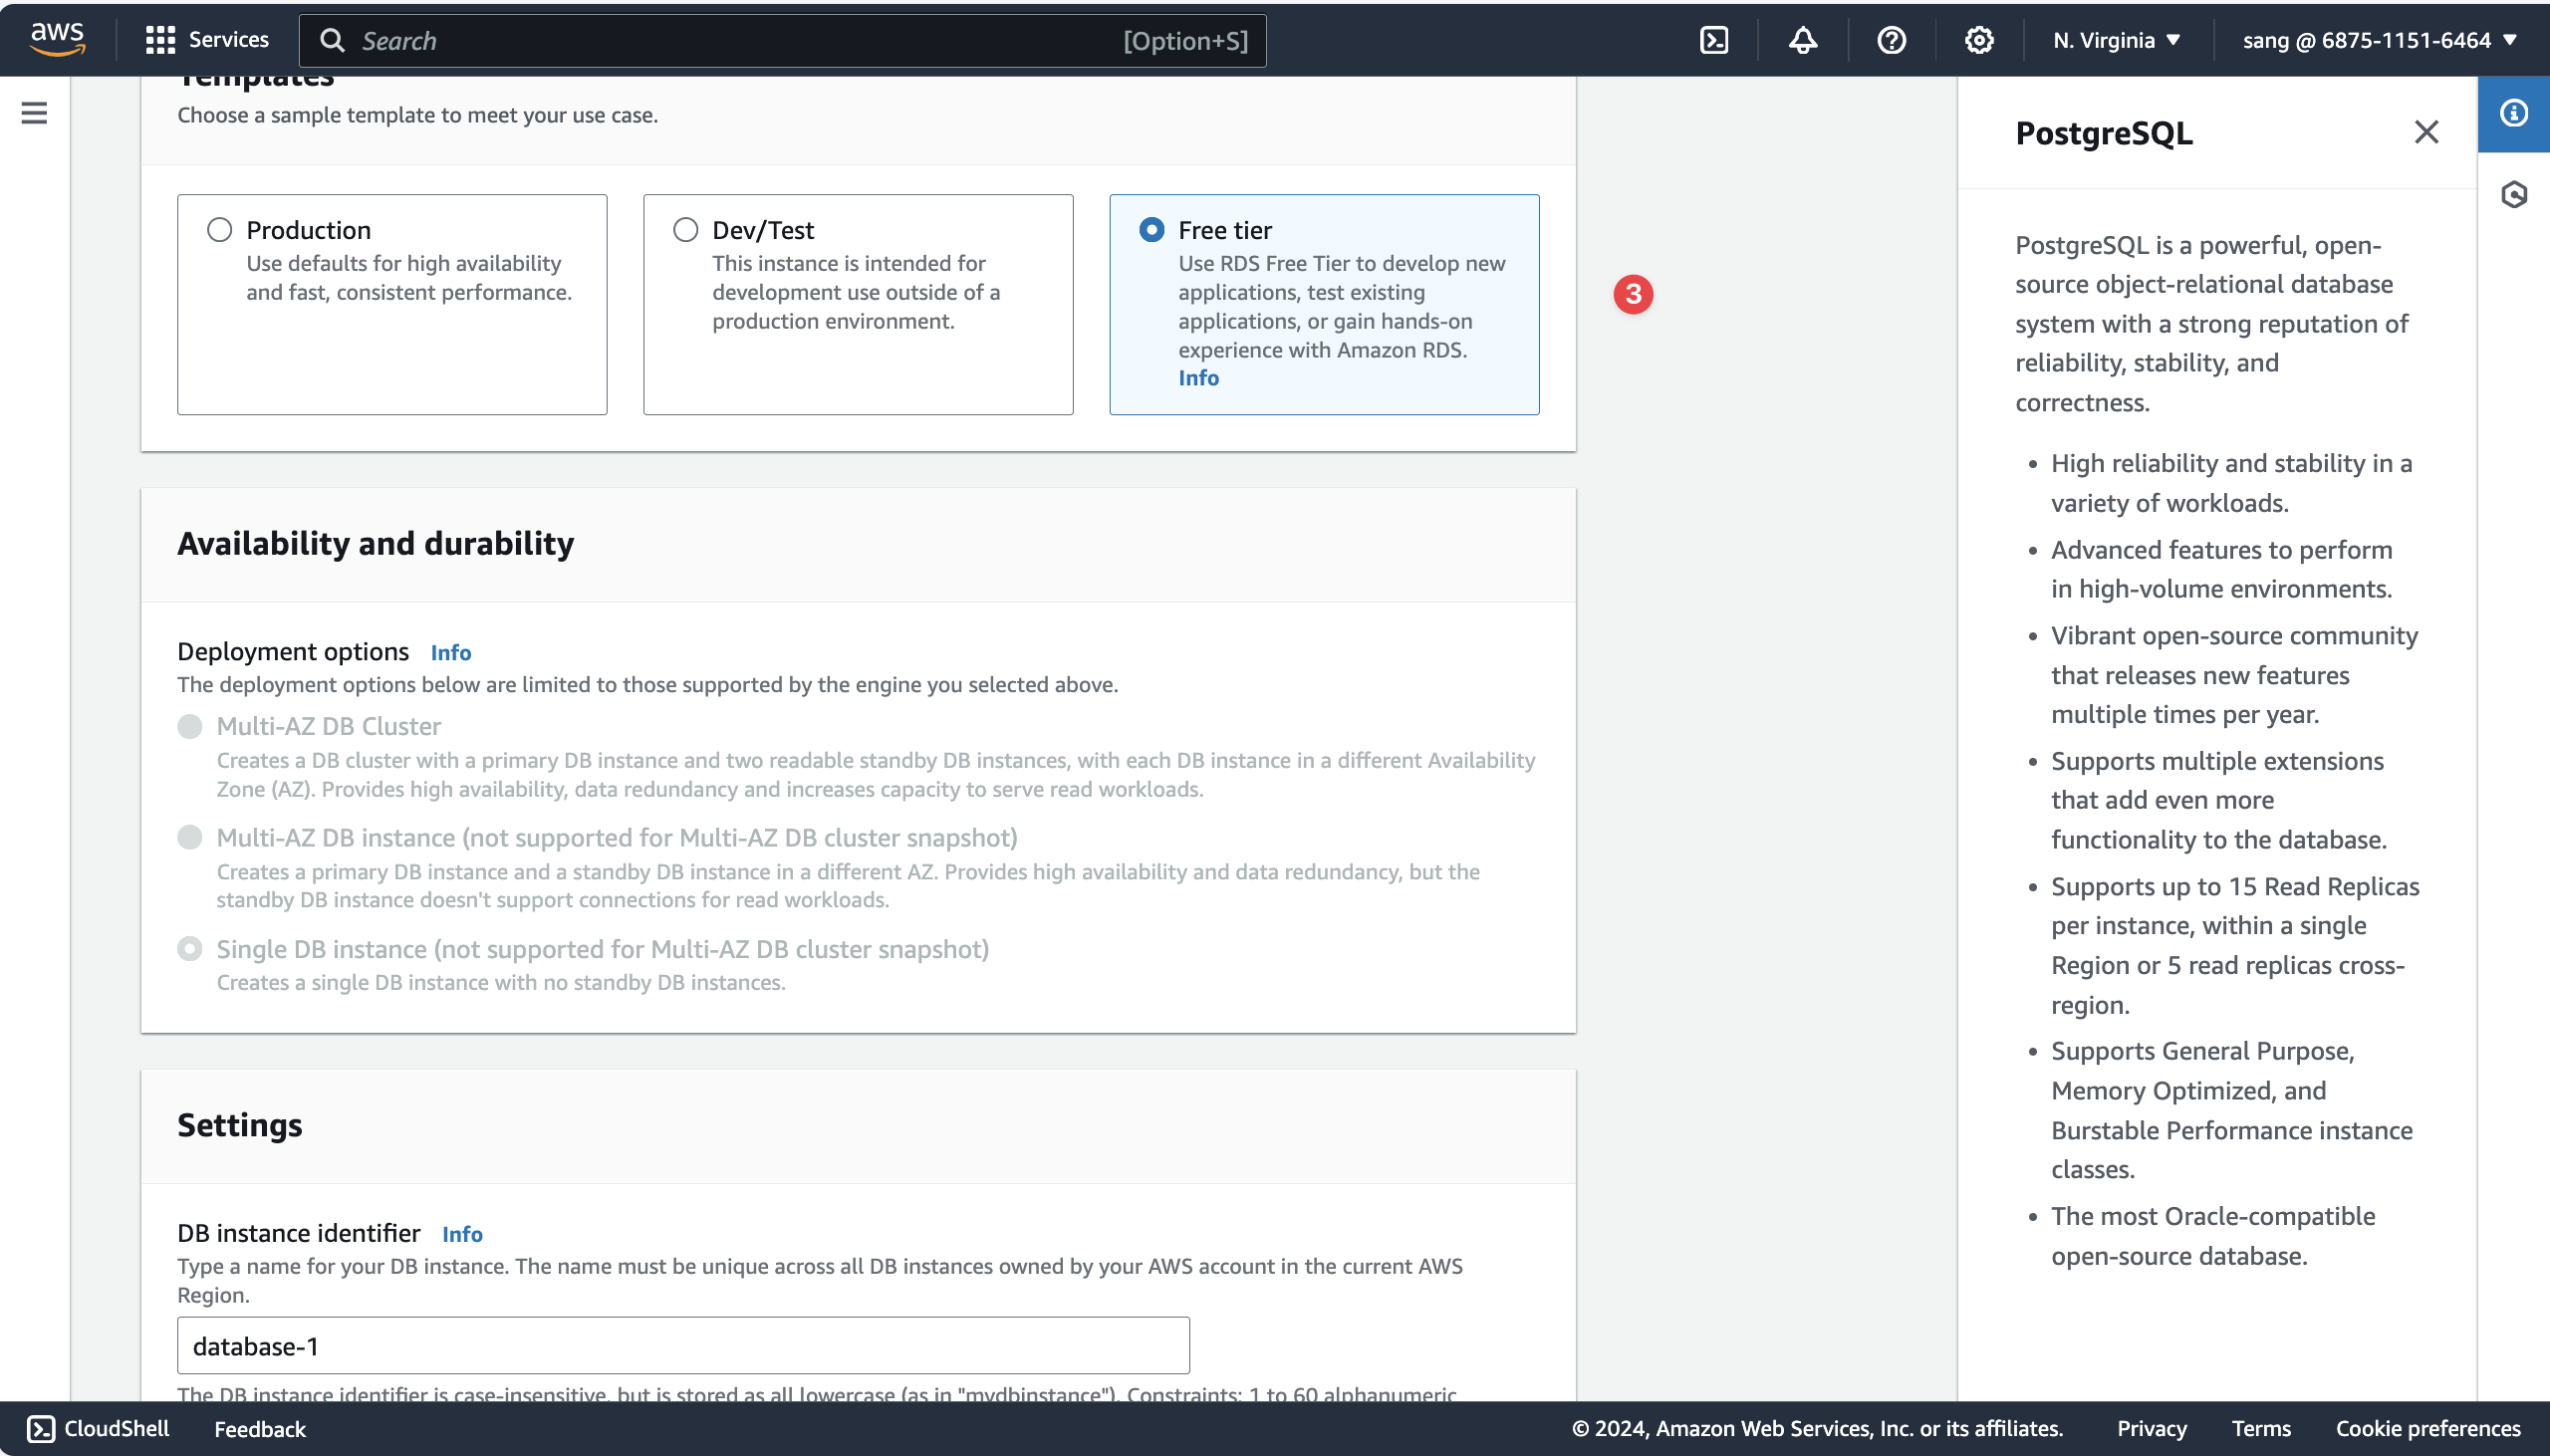 aws
Services
Search
[Option+S]
N. Virginia
sang @ 6875-1151-6464
Templates
Choose a sample template to meet your use case.
Production
Use defaults for high availability
and fast, consistent performance.
Dev/Test
This instance is intended for
development use outside of a
production environment.
Free tier
Use RDS Free Tier to develop new
applications, test existing
applications, or gain hands-on
experience with Amazon RDS.
Info
3
Availability and durability
Deployment options Info
The deployment options below are limited to those supported by the engine you selected above.
Multi-AZ DB Cluster
Creates a DB cluster with a primary DB instance and two readable standby DB instances, with each DB instance in a different Availability
Zone (AZ). Provides high availability, data redundancy and increases capacity to serve read workloads.
Multi-AZ DB instance (not supported for Multi-AZ DB cluster snapshot)
Creates a primary DB instance and a standby DB instance in a different AZ. Provides high availability and data redundancy, but the
standby DB instance doesn't support connections for read workloads.
Single DB instance (not supported for Multi-AZ DB cluster snapshot)
Creates a single DB instance with no standby DB instances.
Settings
DB instance identifier Info
Type a name for your DB instance. The name must be unique across all DB instances owned by your AWS account in the current AWS
Region.
database-1
The DB instance identifier is case-insensitive, but is stored as all lowercase (as in "mydbinstance"). Constraints: 1 to 60 alphanumeric
PostgreSQL
PostgreSQL is a powerful, open-
source object-relational database
system with a strong reputation of
reliability, stability, and
correctness.
• High reliability and stability in a
variety of workloads.
• Advanced features to perform
in high-volume environments.
• Vibrant open-source community
that releases new features
multiple times per year.
• Supports multiple extensions
that add even more
functionality to the database.
• Supports up to 15 Read Replicas
per instance, within a single
Region or 5 read replicas cross-
region.
• Supports General Purpose,
Memory Optimized, and
Burstable Performance instance
classes.
• The most Oracle-compatible
open-source database.
CloudShell
Feedback
© 2024, Amazon Web Services, Inc. or its affiliates.
Privacy
Terms
Cookie preferences